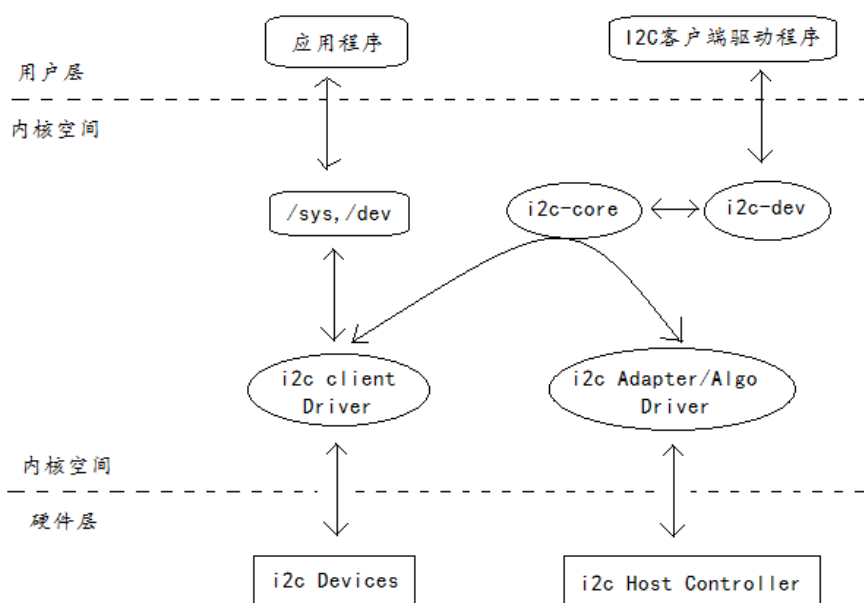 应用程序
I2C客户端驱动程序
用户层
内核空间
/sys,/dev
i2c-core
i2c-dev
i2c client
Driver
i2c Adapter/Algo
Driver
内核空间
硬件层
i2c Devices
i2c Host Controller